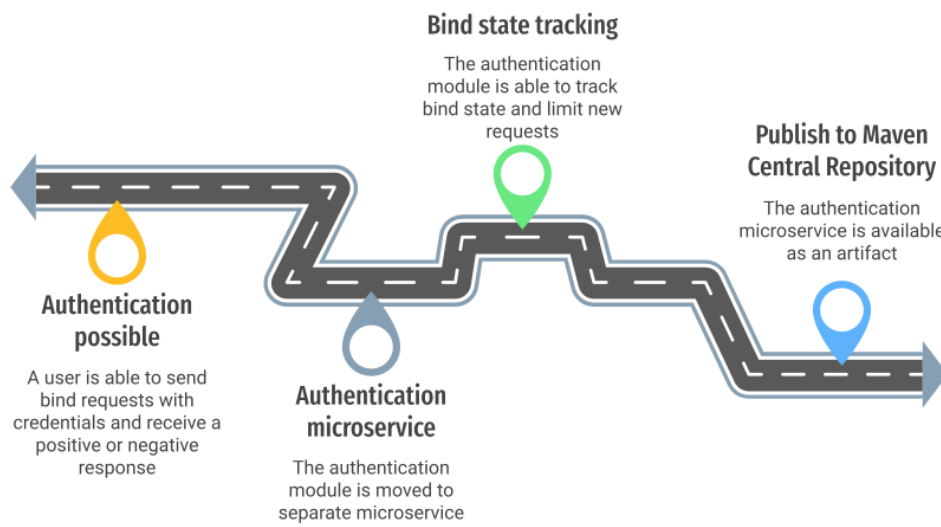 Bind state tracking
The authentication
module is able to track
bind state and limit new
requests
Publish to Maven
Central Repository
The authentication
microservice is available
as an artifact
Authentication
possible
A user is able to send
bind requests with
credentials and receive a
positive or negative
response
Authentication
microservice
The authentication
module is moved to
separate microservice